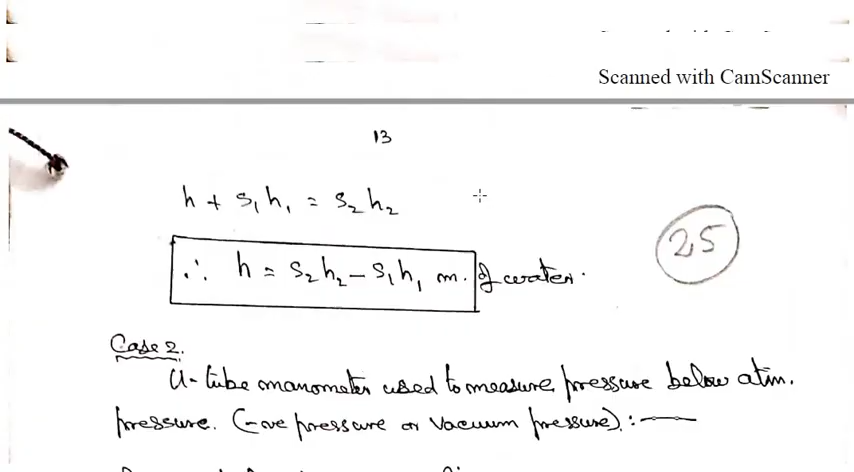 Scanned with CamScanner
13
h + S₁h₁ = S₂h₂
25
∴ h = S₂h₂ – S₁h₁ m. of water.
Case 2.
U-tube manometer used to measure pressure below atm.
pressure. (-ve pressure or Vacuum pressure) :—